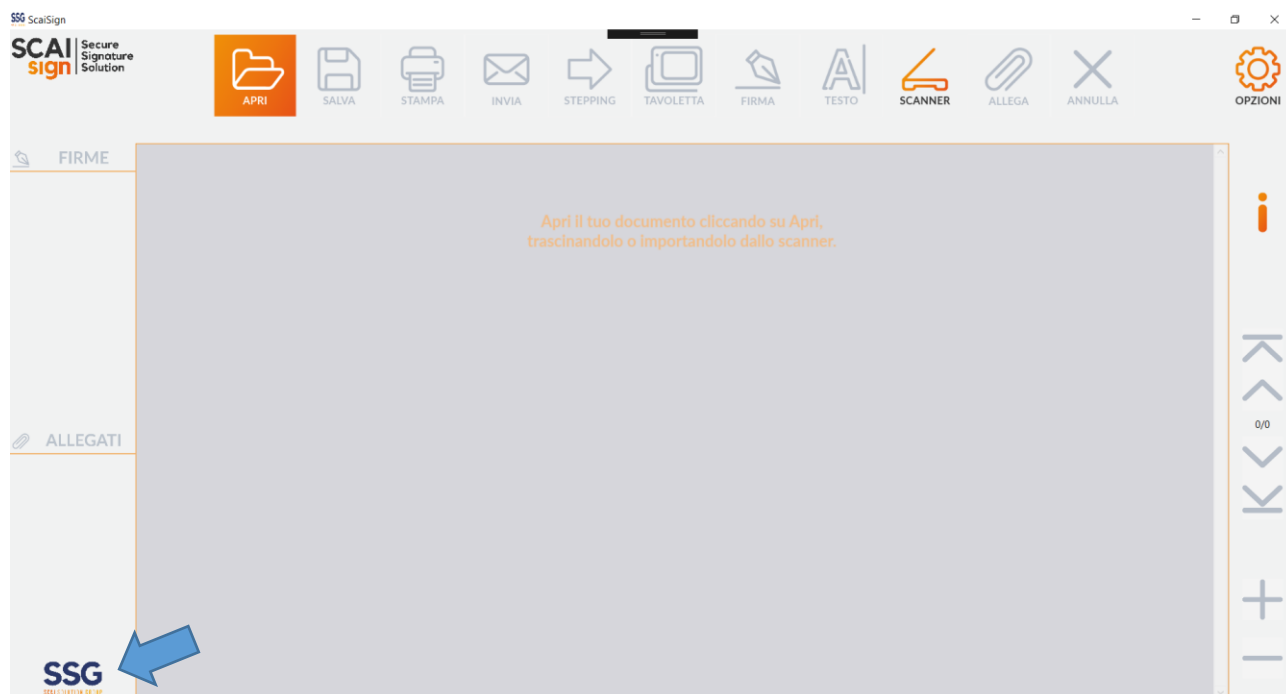 SSG ScaiSign
SCAI Secure
Signature
sign Solution
APRI
SALVA
STAMPA
INVIA
STEPPING
TAVOLETTA
FIRMA
TESTO
SCANNER
ALLEGA
ANNULLA
OPZIONI
FIRME
Apri il tuo documento cliccando su Apri,
trascinandolo o importandolo dallo scanner.
0/0
ALLEGATI
SSG